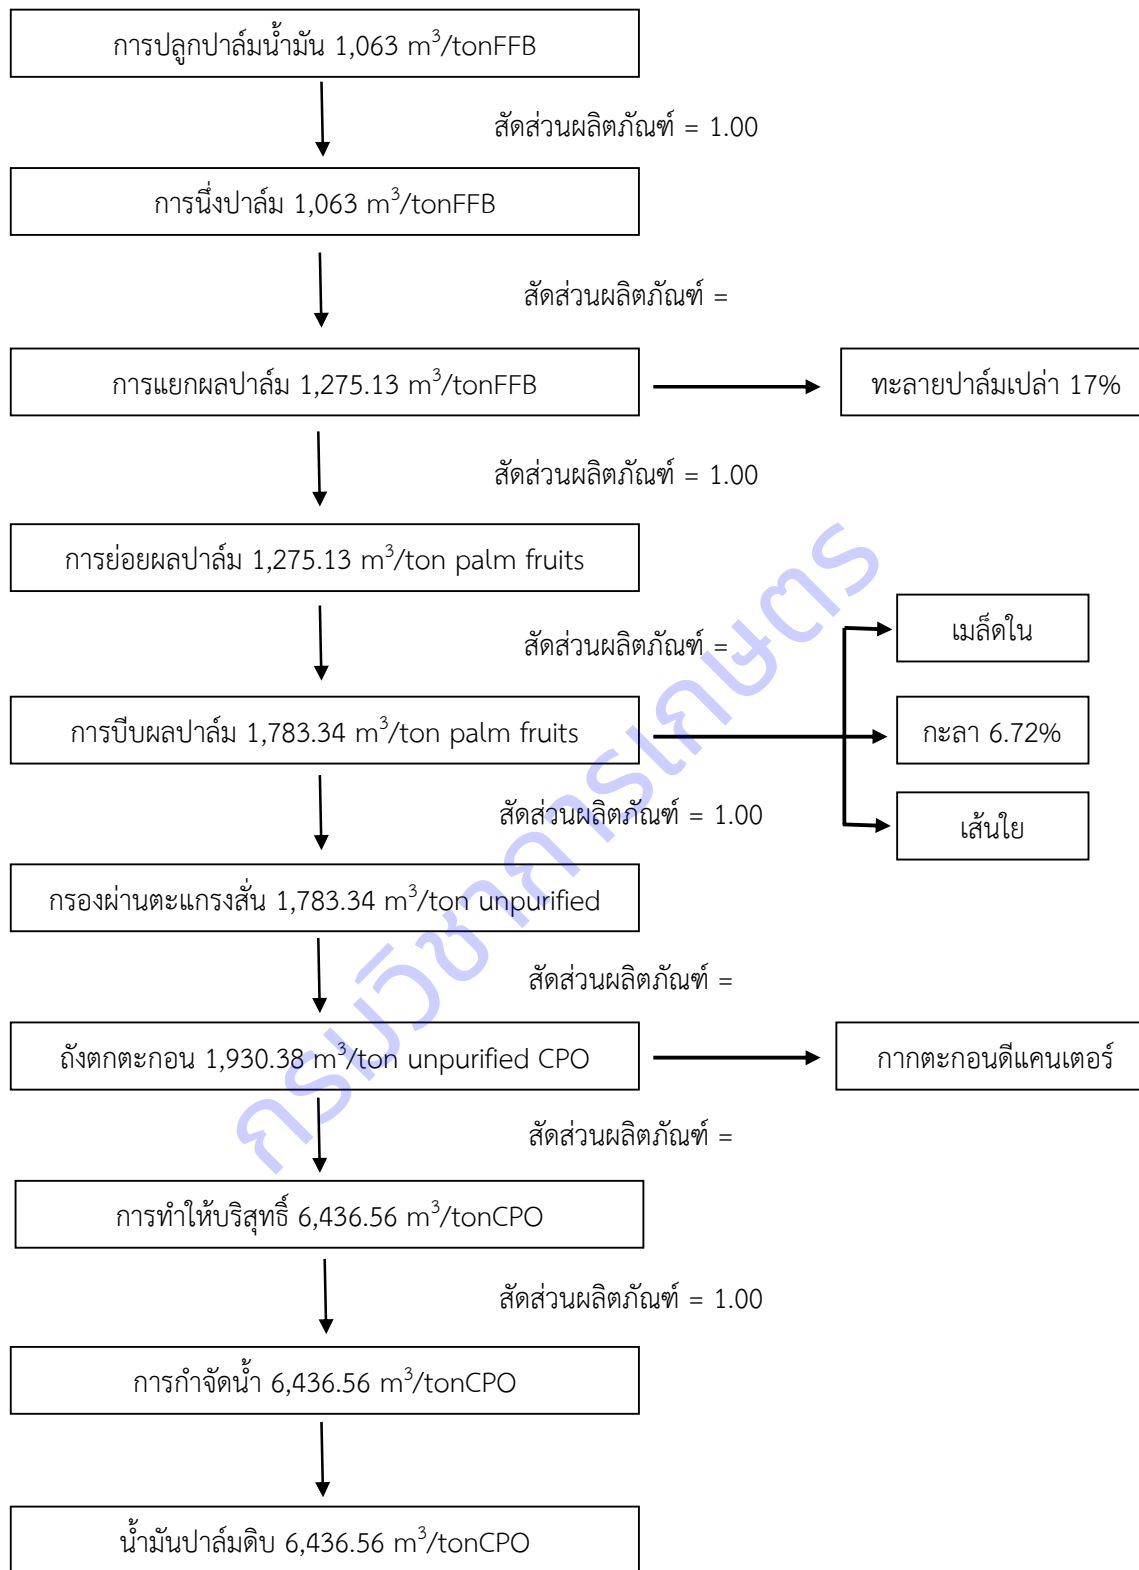 การปลูกปาล์มน้ำมัน 1,063 m³/tonFFB
สัดส่วนผลิตภัณฑ์ = 1.00
การนึ่งปาล์ม 1,063 m³/tonFFB
สัดส่วนผลิตภัณฑ์ =
การแยกผลปาล์ม 1,275.13 m³/tonFFB
ทะลายปาล์มเปล่า 17%
สัดส่วนผลิตภัณฑ์ = 1.00
การย่อยผลปาล์ม 1,275.13 m³/ton palm fruits
เมล็ดใน
สัดส่วนผลิตภัณฑ์ =
การบีบผลปาล์ม 1,783.34 m³/ton palm fruits
กะลา 6.72%
สัดส่วนผลิตภัณฑ์ = 1.00
เส้นใย
กรองผ่านตะแกรงสั่น 1,783.34 m³/ton unpurified
สัดส่วนผลิตภัณฑ์ =
ถังตกตะกอน 1,930.38 m³/ton unpurified CPO
กากตะกอนดีแคนเตอร์
สัดส่วนผลิตภัณฑ์ =
การทำให้บริสุทธิ์ 6,436.56 m³/tonCPO
สัดส่วนผลิตภัณฑ์ = 1.00
การกำจัดน้ำ 6,436.56 m³/tonCPO
น้ำมันปาล์มดิบ 6,436.56 m³/tonCPO
กรมวิชาการเกษตร